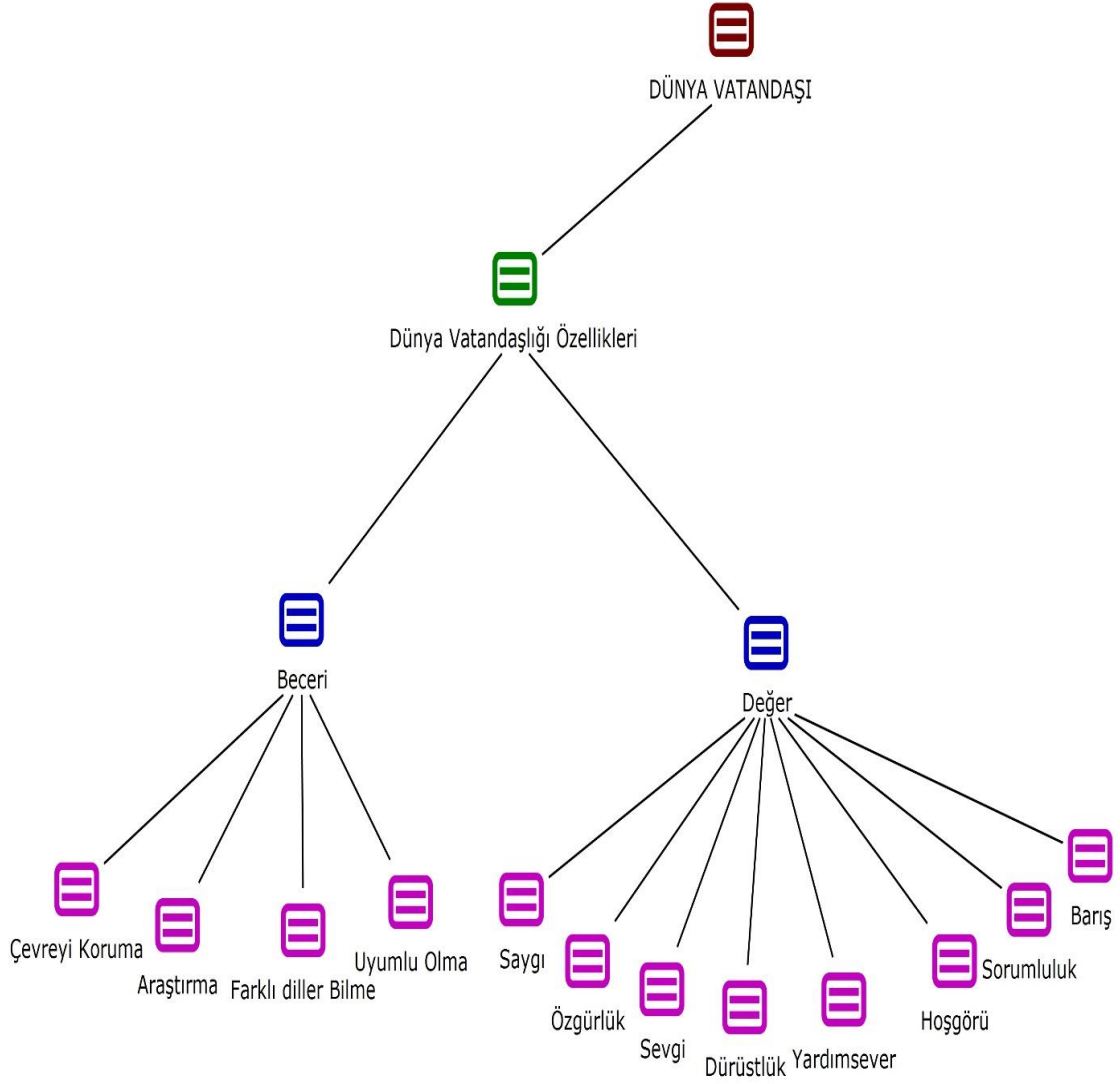 DÜNYA VATANDAŞI
Dünya Vatandaşlığı Özellikleri
Beceri
Değer
Çevreyi Koruma
Araştırma
Farklı diller Bilme
Uyumlu Olma
Saygı
Özgürlük
Sevgi
Dürüstlük
Yardımsever
Hoşgörü
Sorumluluk
Barış